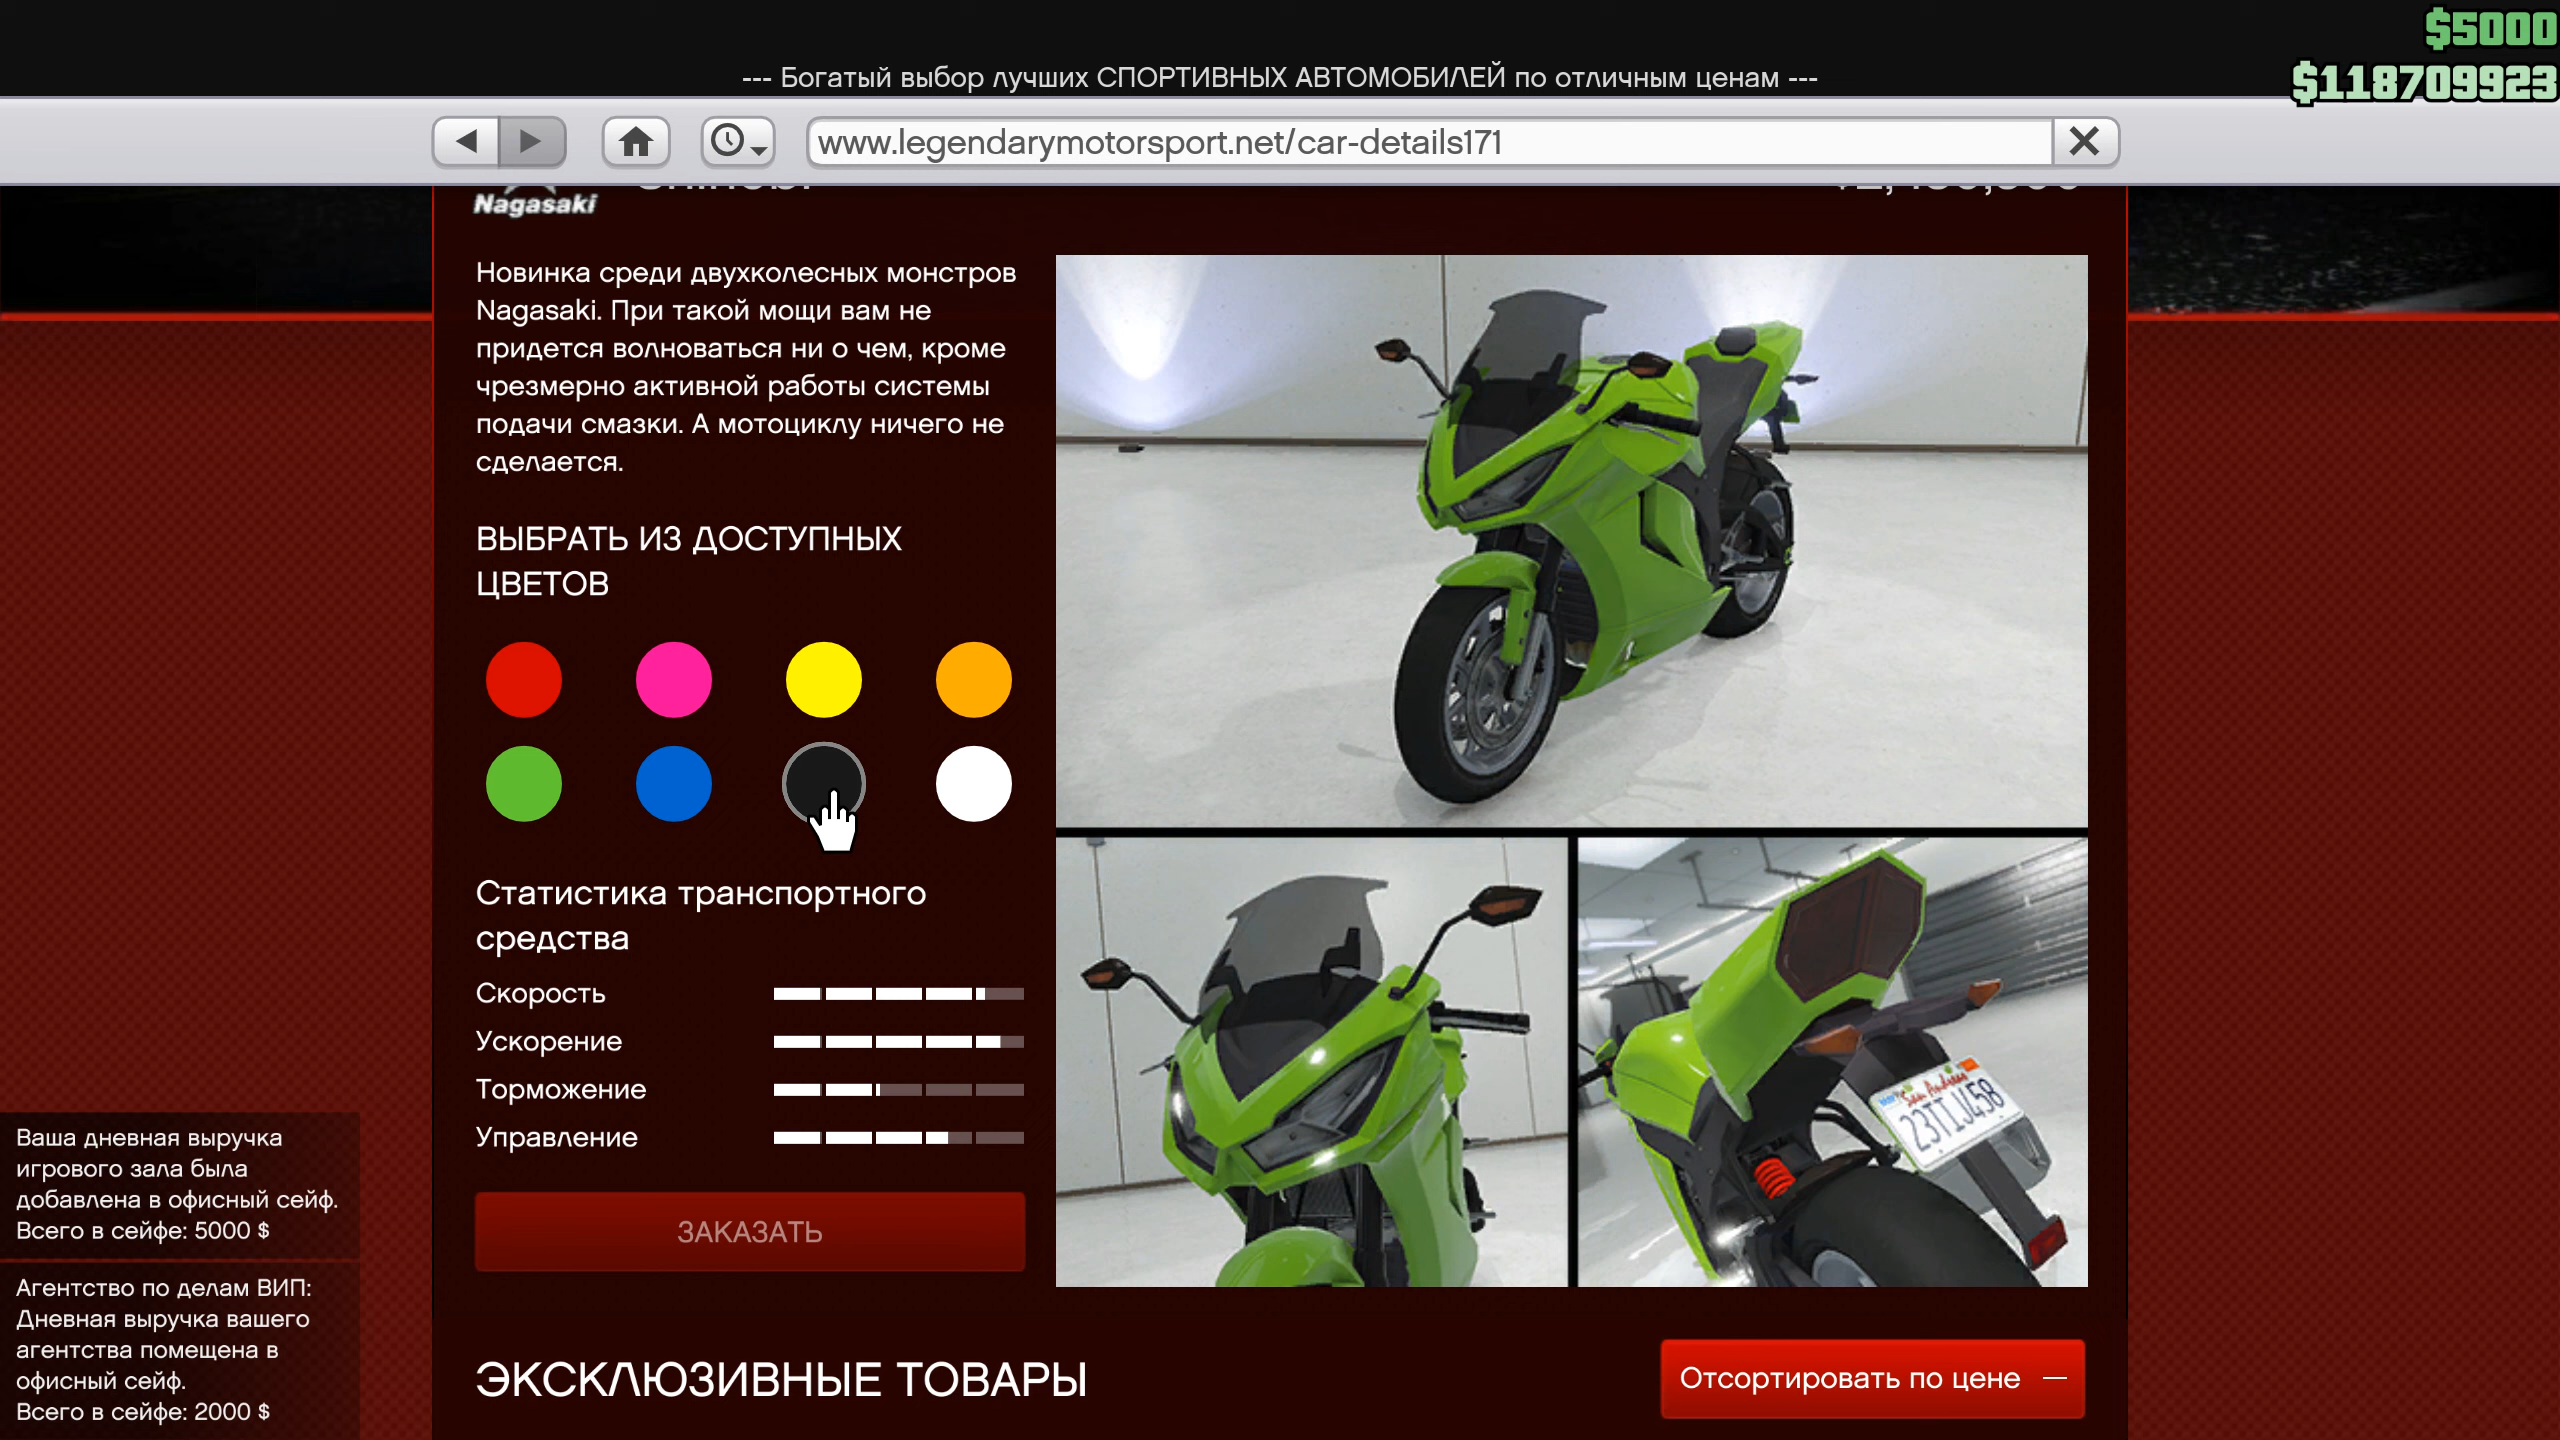 $5000
$118709923
--- Богатый выбор лучших СПОРТИВНЫХ АВТОМОБИЛЕЙ по отличным ценам ---
www.legendarymotorsport.net/car-details171
Nagasaki
Новинка среди двухколесных монстров
Nagasaki. При такой мощи вам не
придется волноваться ни о чем, кроме
чрезмерно активной работы системы
подачи смазки. А мотоциклу ничего не
сделается.
ВЫБРАТЬ ИЗ ДОСТУПНЫХ
ЦВЕТОВ
Статистика транспортного
средства
Скорость
Ускорение
Торможение
Управление
ЗАКАЗАТЬ
San Andreas
23TIJ458
Ваша дневная выручка
игрового зала была
добавлена в офисный сейф.
Всего в сейфе: 5000 $
Агентство по делам ВИП:
Дневная выручка вашего
агентства помещена в
офисный сейф.
Всего в сейфе: 2000 $
ЭКСКЛЮЗИВНЫЕ ТОВАРЫ
Отсортировать по цене —